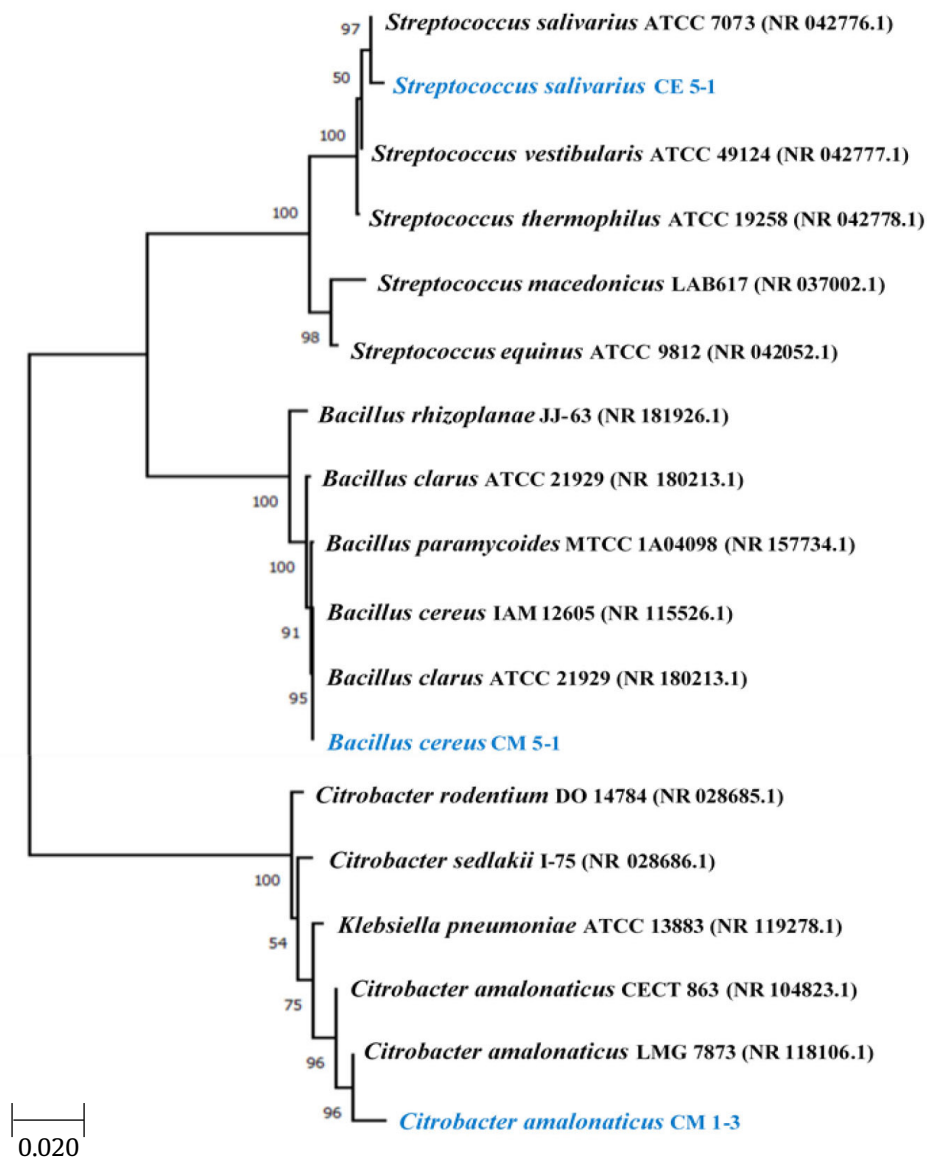 97
Streptococcus salivarius ATCC 7073 (NR 042776.1)
50
Streptococcus salivarius CE 5-1
100
Streptococcus vestibularis ATCC 49124 (NR 042777.1)
100
Streptococcus thermophilus ATCC 19258 (NR 042778.1)
Streptococcus macedonicus LAB617 (NR 037002.1)
98
Streptococcus equinus ATCC 9812 (NR 042052.1)
Bacillus rhizoplanae JJ-63 (NR 181926.1)
Bacillus clarus ATCC 21929 (NR 180213.1)
100
Bacillus paramycoides MTCC 1A04098 (NR 157734.1)
100
Bacillus cereus IAM 12605 (NR 115526.1)
91
Bacillus clarus ATCC 21929 (NR 180213.1)
95
Bacillus cereus CM 5-1
Citrobacter rodentium DO 14784 (NR 028685.1)
Citrobacter sedlakii I-75 (NR 028686.1)
100
Klebsiella pneumoniae ATCC 13883 (NR 119278.1)
54
Citrobacter amalonaticus CECT 863 (NR 104823.1)
75
Citrobacter amalonaticus LMG 7873 (NR 118106.1)
96
96
Citrobacter amalonaticus CM 1-3
0.020